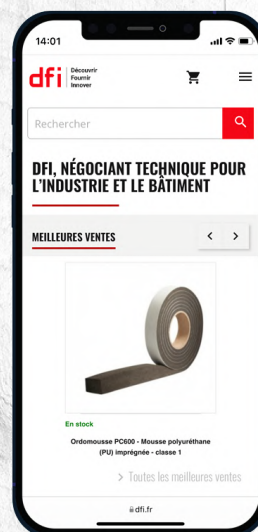 14:01
dfi
Découvrir
Fournir
Innover
Rechercher
DFI, NÉGOCIANT TECHNIQUE POUR
L'INDUSTRIE ET LE BÂTIMENT
MEILLEURES VENTES
En stock
Ordomousse PC600 - Mousse polyuréthane
(PU) imprégnée - classe 1
> Toutes les meilleures ventes
dfi.fr